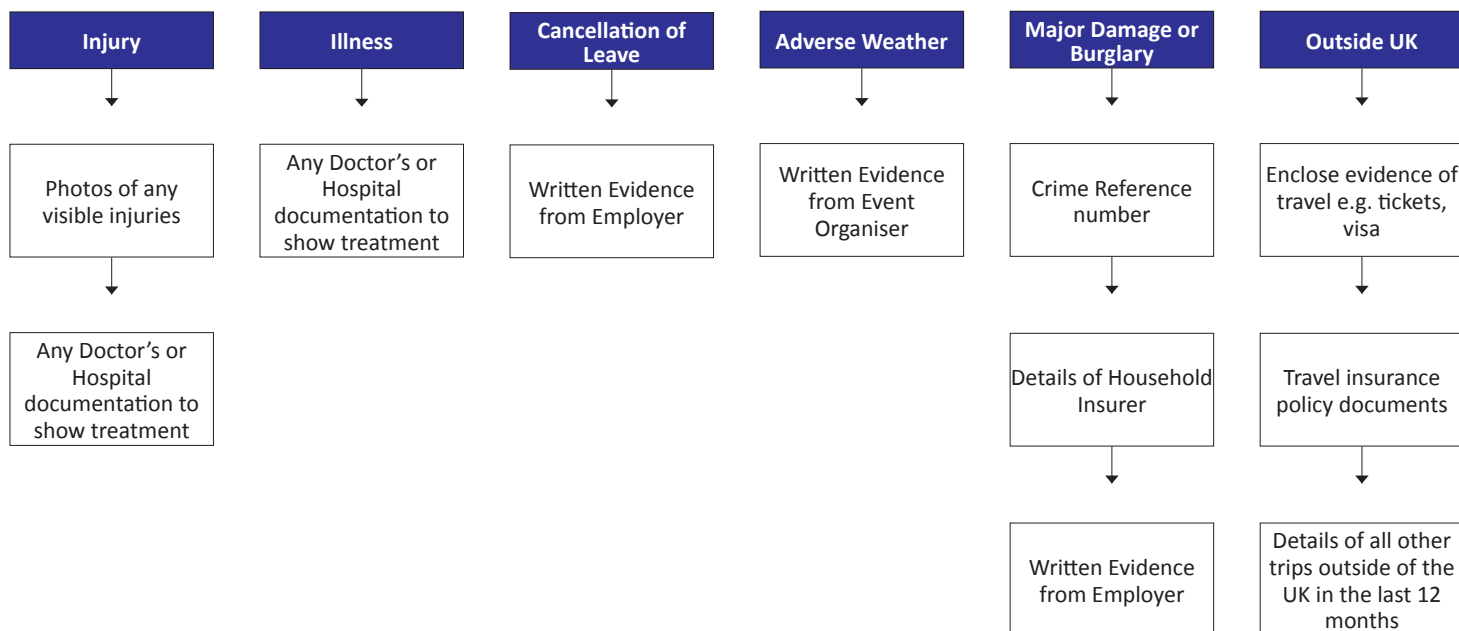 Injury
Illness
Cancellation of
Leave
Adverse Weather
Major Damage or
Burglary
Outside UK
Photos of any
visible injuries
Any Doctor’s or
Hospital
documentation to
show treatment
Written Evidence
from Employer
Written Evidence
from Event
Organiser
Crime Reference
number
Enclose evidence of
travel e.g. tickets,
visa
Any Doctor’s or
Hospital
documentation to
show treatment
Details of Household
Insurer
Travel insurance
policy documents
Written Evidence
from Employer
Details of all other
trips outside of the
UK in the last 12
months